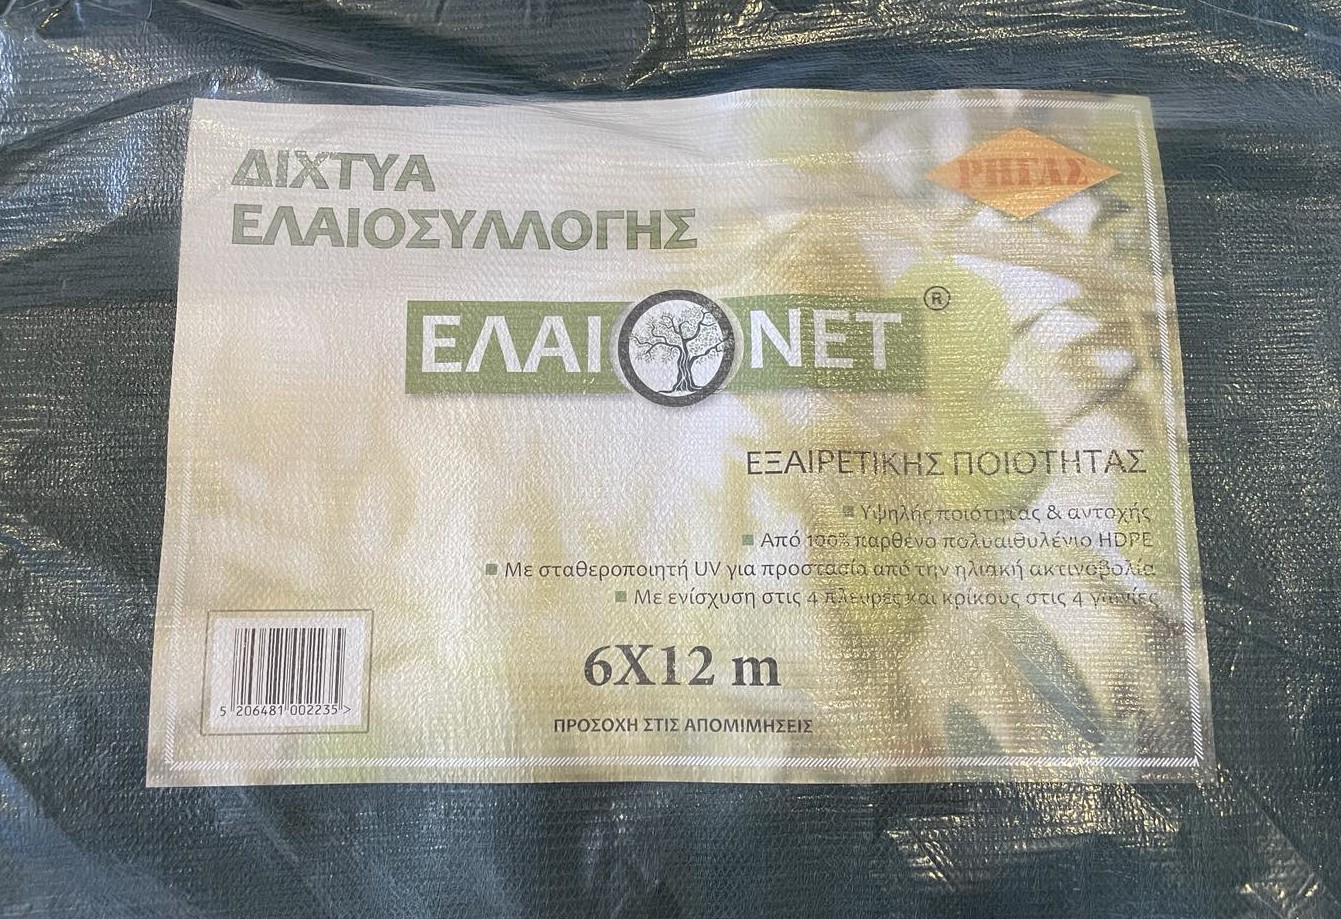 ΔΙΧΤΥΑ
ΕΛΑΙΟΣΥΛΛΟΓΗΣ
ΡΗΓΑΣ
ΕΛΑΙΟΝΕΤ ®
ΕΞΑΙΡΕΤΙΚΗΣ ΠΟΙΟΤΗΤΑΣ
Υψηλής ποιότητας & αντοχής
Από 100% παρθένο πολυαιθυλένιο HDPE
Με σταθεροποιητή UV για προστασία από την ηλιακή ακτινοβολία
Με ενίσχυση στις 4 πλευρές και κρίκους στις 4 γωνίες
6X12 m
5 206481 002235 >
ΠΡΟΣΟΧΗ ΣΤΙΣ ΑΠΟΜΙΜΗΣΕΙΣ